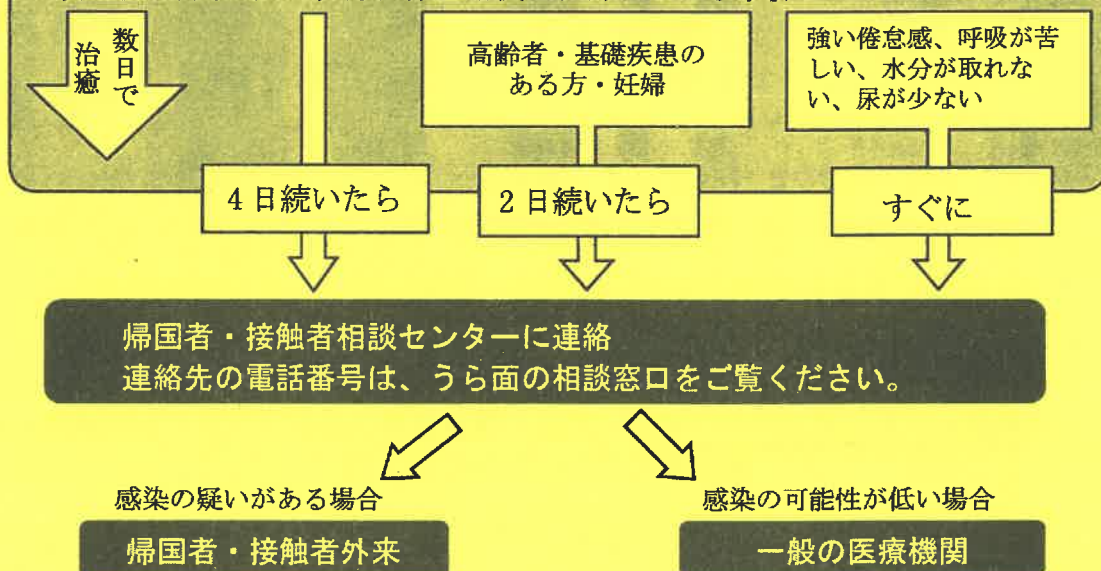 数日で
治癒
高齢者・基礎疾患の
ある方・妊婦
強い倦怠感、呼吸が苦
しい、水分が取れな
い、尿が少ない
4日続いたら
2日続いたら
すぐに
帰国者・接触者相談センターに連絡
連絡先の電話番号は、うら面の相談窓口をご覧ください。
感染の疑いがある場合
感染の可能性が低い場合
帰国者・接触者外来
一般の医療機関